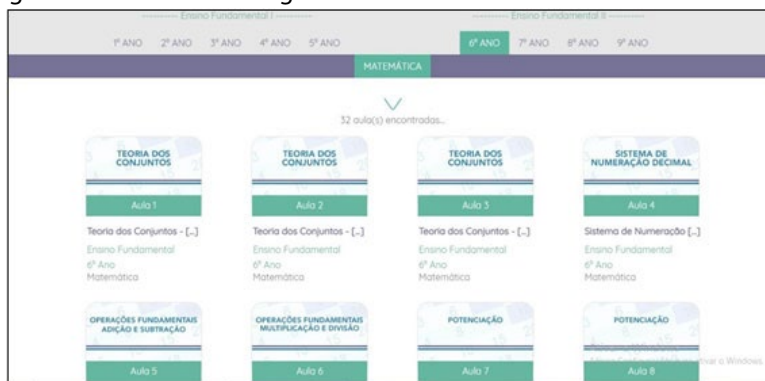 Ensino Fundamental I
Ensino Fundamental II
1º ANO 2º ANO 3º ANO 4º ANO 5º ANO 6º ANO 7º ANO 8º ANO 9º ANO
MATEMÁTICA
32 aula(s) encontradas...
TEORIA DOS
CONJUNTOS
Aula 1
Teoria dos Conjuntos - [...]
Ensino Fundamental
6º Ano
Matemática
TEORIA DOS
CONJUNTOS
Aula 2
Teoria dos Conjuntos - [...]
Ensino Fundamental
6º Ano
Matemática
TEORIA DOS
CONJUNTOS
Aula 3
Teoria dos Conjuntos - [...]
Ensino Fundamental
6º Ano
Matemática
SISTEMA DE
NUMERAÇÃO DECIMAL
Aula 4
Sistema de Numeração [...]
Ensino Fundamental
6º Ano
Matemática
OPERAÇÕES FUNDAMENTAIS
ADIÇÃO E SUBTRAÇÃO
Aula 5
OPERAÇÕES FUNDAMENTAIS
MULTIPLICAÇÃO E DIVISÃO
Aula 6
POTENCIAÇÃO
Aula 7
POTENCIAÇÃO
Aula 8
ativar o Windows.